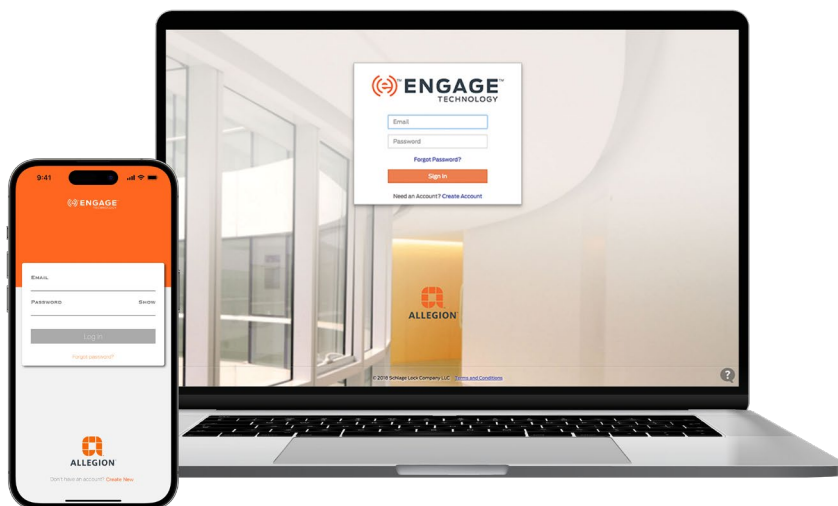 9:41
ENGAGE
TECHNOLOGY
EMAIL
PASSWORD SHOW
Log in
Forgot password?
ALLEGION
Don't have an account? Create New
ENGAGE™
TECHNOLOGY
Email
Password
Forgot Password?
Sign In
Need an Account? Create Account
ALLEGION
© 2018 Schlage Lock Company LLC Terms and Conditions
?